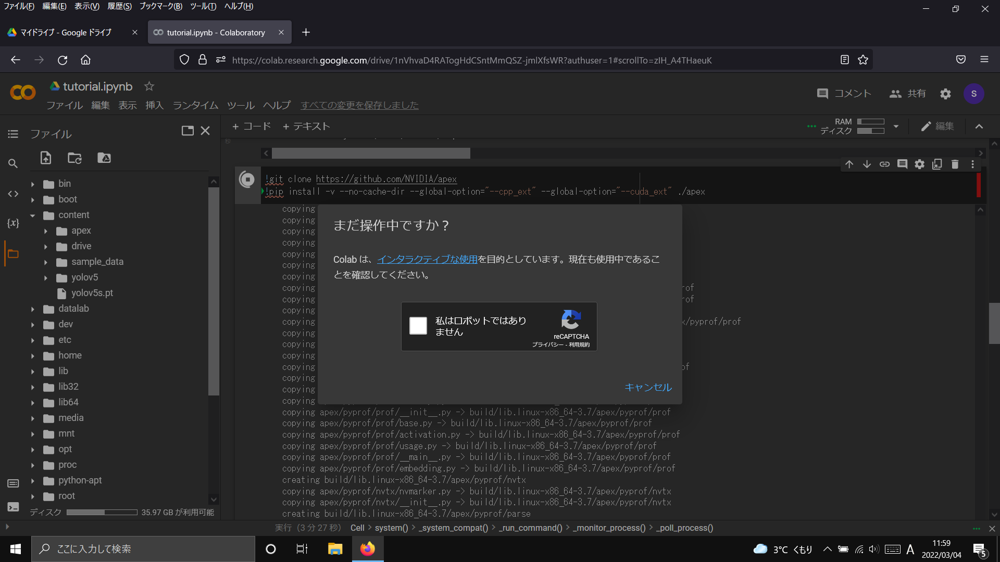 ファイル(F) 編集(E) 表示(V) 履歴(S) ブックマーク(B) ツール(T) ヘルプ(H)
マイドライブ - Google ドライブ
tutorial.ipynb - Colaboratory
https://colab.research.google.com/drive/1nVhvaD4RATogHdCSntMmQSZ-jmlXfsWR?authuser=1#scrollTo=zIH_A4THaeuK
tutorial.ipynb
コメント 共有 S
ファイル 編集 表示 挿入 ランタイム ツール ヘルプ すべての変更を保存しました
ファイル
+ コード + テキスト
RAM
ディスク
編集
秒
!git clone https://github.com/NVIDIA/apex
!pip install -v --no-cache-dir --global-option="--cpp_ext" --global-option="--cuda_ext" ./apex
bin
boot
content
apex
drive
sample_data
yolov5
yolov5s.pt
datalab
dev
etc
home
lib
lib32
lib64
media
mnt
opt
proc
python-apt
root
ディスク 35.97 GB が利用可能
copying
copying
copying
copying
copying
copying
copying
copying rof
copying rof
copying
copying x/pyprof/prof
copying
copying
copying
copying of
copying
copying
copying
copying apex/pyprof/prof/__init__.py -> build/lib.linux-x86_64-3.7/apex/pyprof/prof
copying apex/pyprof/prof/base.py -> build/lib.linux-x86_64-3.7/apex/pyprof/prof
copying apex/pyprof/prof/activation.py -> build/lib.linux-x86_64-3.7/apex/pyprof/prof
copying apex/pyprof/prof/usage.py -> build/lib.linux-x86_64-3.7/apex/pyprof/prof
copying apex/pyprof/prof/__main__.py -> build/lib.linux-x86_64-3.7/apex/pyprof/prof
copying apex/pyprof/prof/embedding.py -> build/lib.linux-x86_64-3.7/apex/pyprof/prof
creating build/lib.linux-x86_64-3.7/apex/pyprof/nvtx
copying apex/pyprof/nvtx/nvmarker.py -> build/lib.linux-x86_64-3.7/apex/pyprof/nvtx
copying apex/pyprof/nvtx/__init__.py -> build/lib.linux-x86_64-3.7/apex/pyprof/nvtx
creating build/lib.linux-x86_64-3.7/apex/pyprof/parse
まだ操作中ですか？
Colab は、インタラクティブな使用を目的としています。現在も使用中であるこ
とを確認してください。
私はロボットではあり
ません
reCAPTCHA
プライバシー - 利用規約
キャンセル
実行（3 分 27 秒） Cell > system() > _system_compat() > _run_command() > _monitor_process() > _poll_process()
ここに入力して検索
3°C くもり
A
11:59
2022/03/04
5